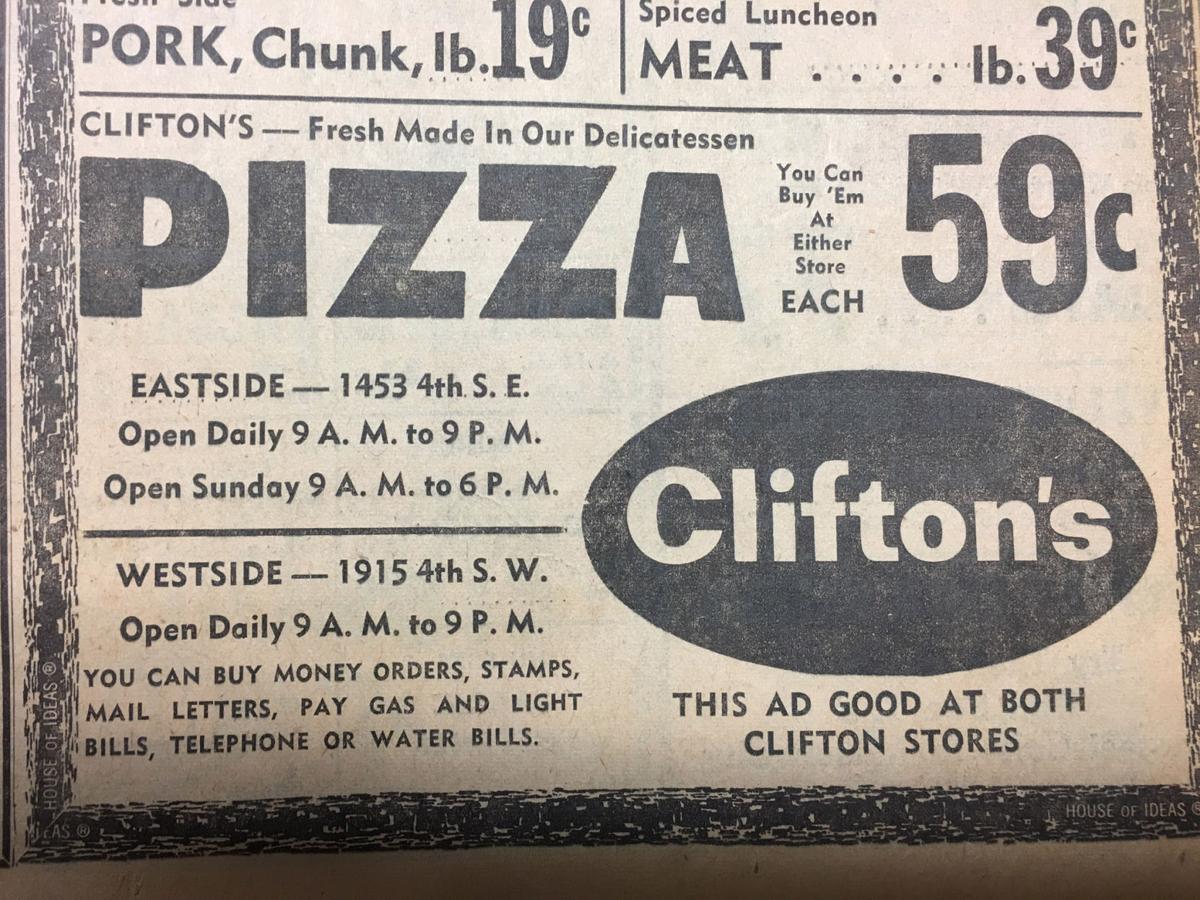 Fresh Side
PORK, Chunk, lb. 19c
Spiced Luncheon
MEAT . . . . lb. 39c
CLIFTON'S — Fresh Made In Our Delicatessen
PIZZA
You Can
Buy 'Em
At
Either
Store
EACH
59c
EASTSIDE — 1453 4th S. E.
Open Daily 9 A. M. to 9 P. M.
Open Sunday 9 A. M. to 6 P. M.
WESTSIDE — 1915 4th S. W.
Open Daily 9 A. M. to 9 P. M.
YOU CAN BUY MONEY ORDERS, STAMPS,
MAIL LETTERS, PAY GAS AND LIGHT
BILLS, TELEPHONE OR WATER BILLS.
Clifton's
THIS AD GOOD AT BOTH
CLIFTON STORES
HOUSE OF IDEAS ®
HOUSE OF IDEAS